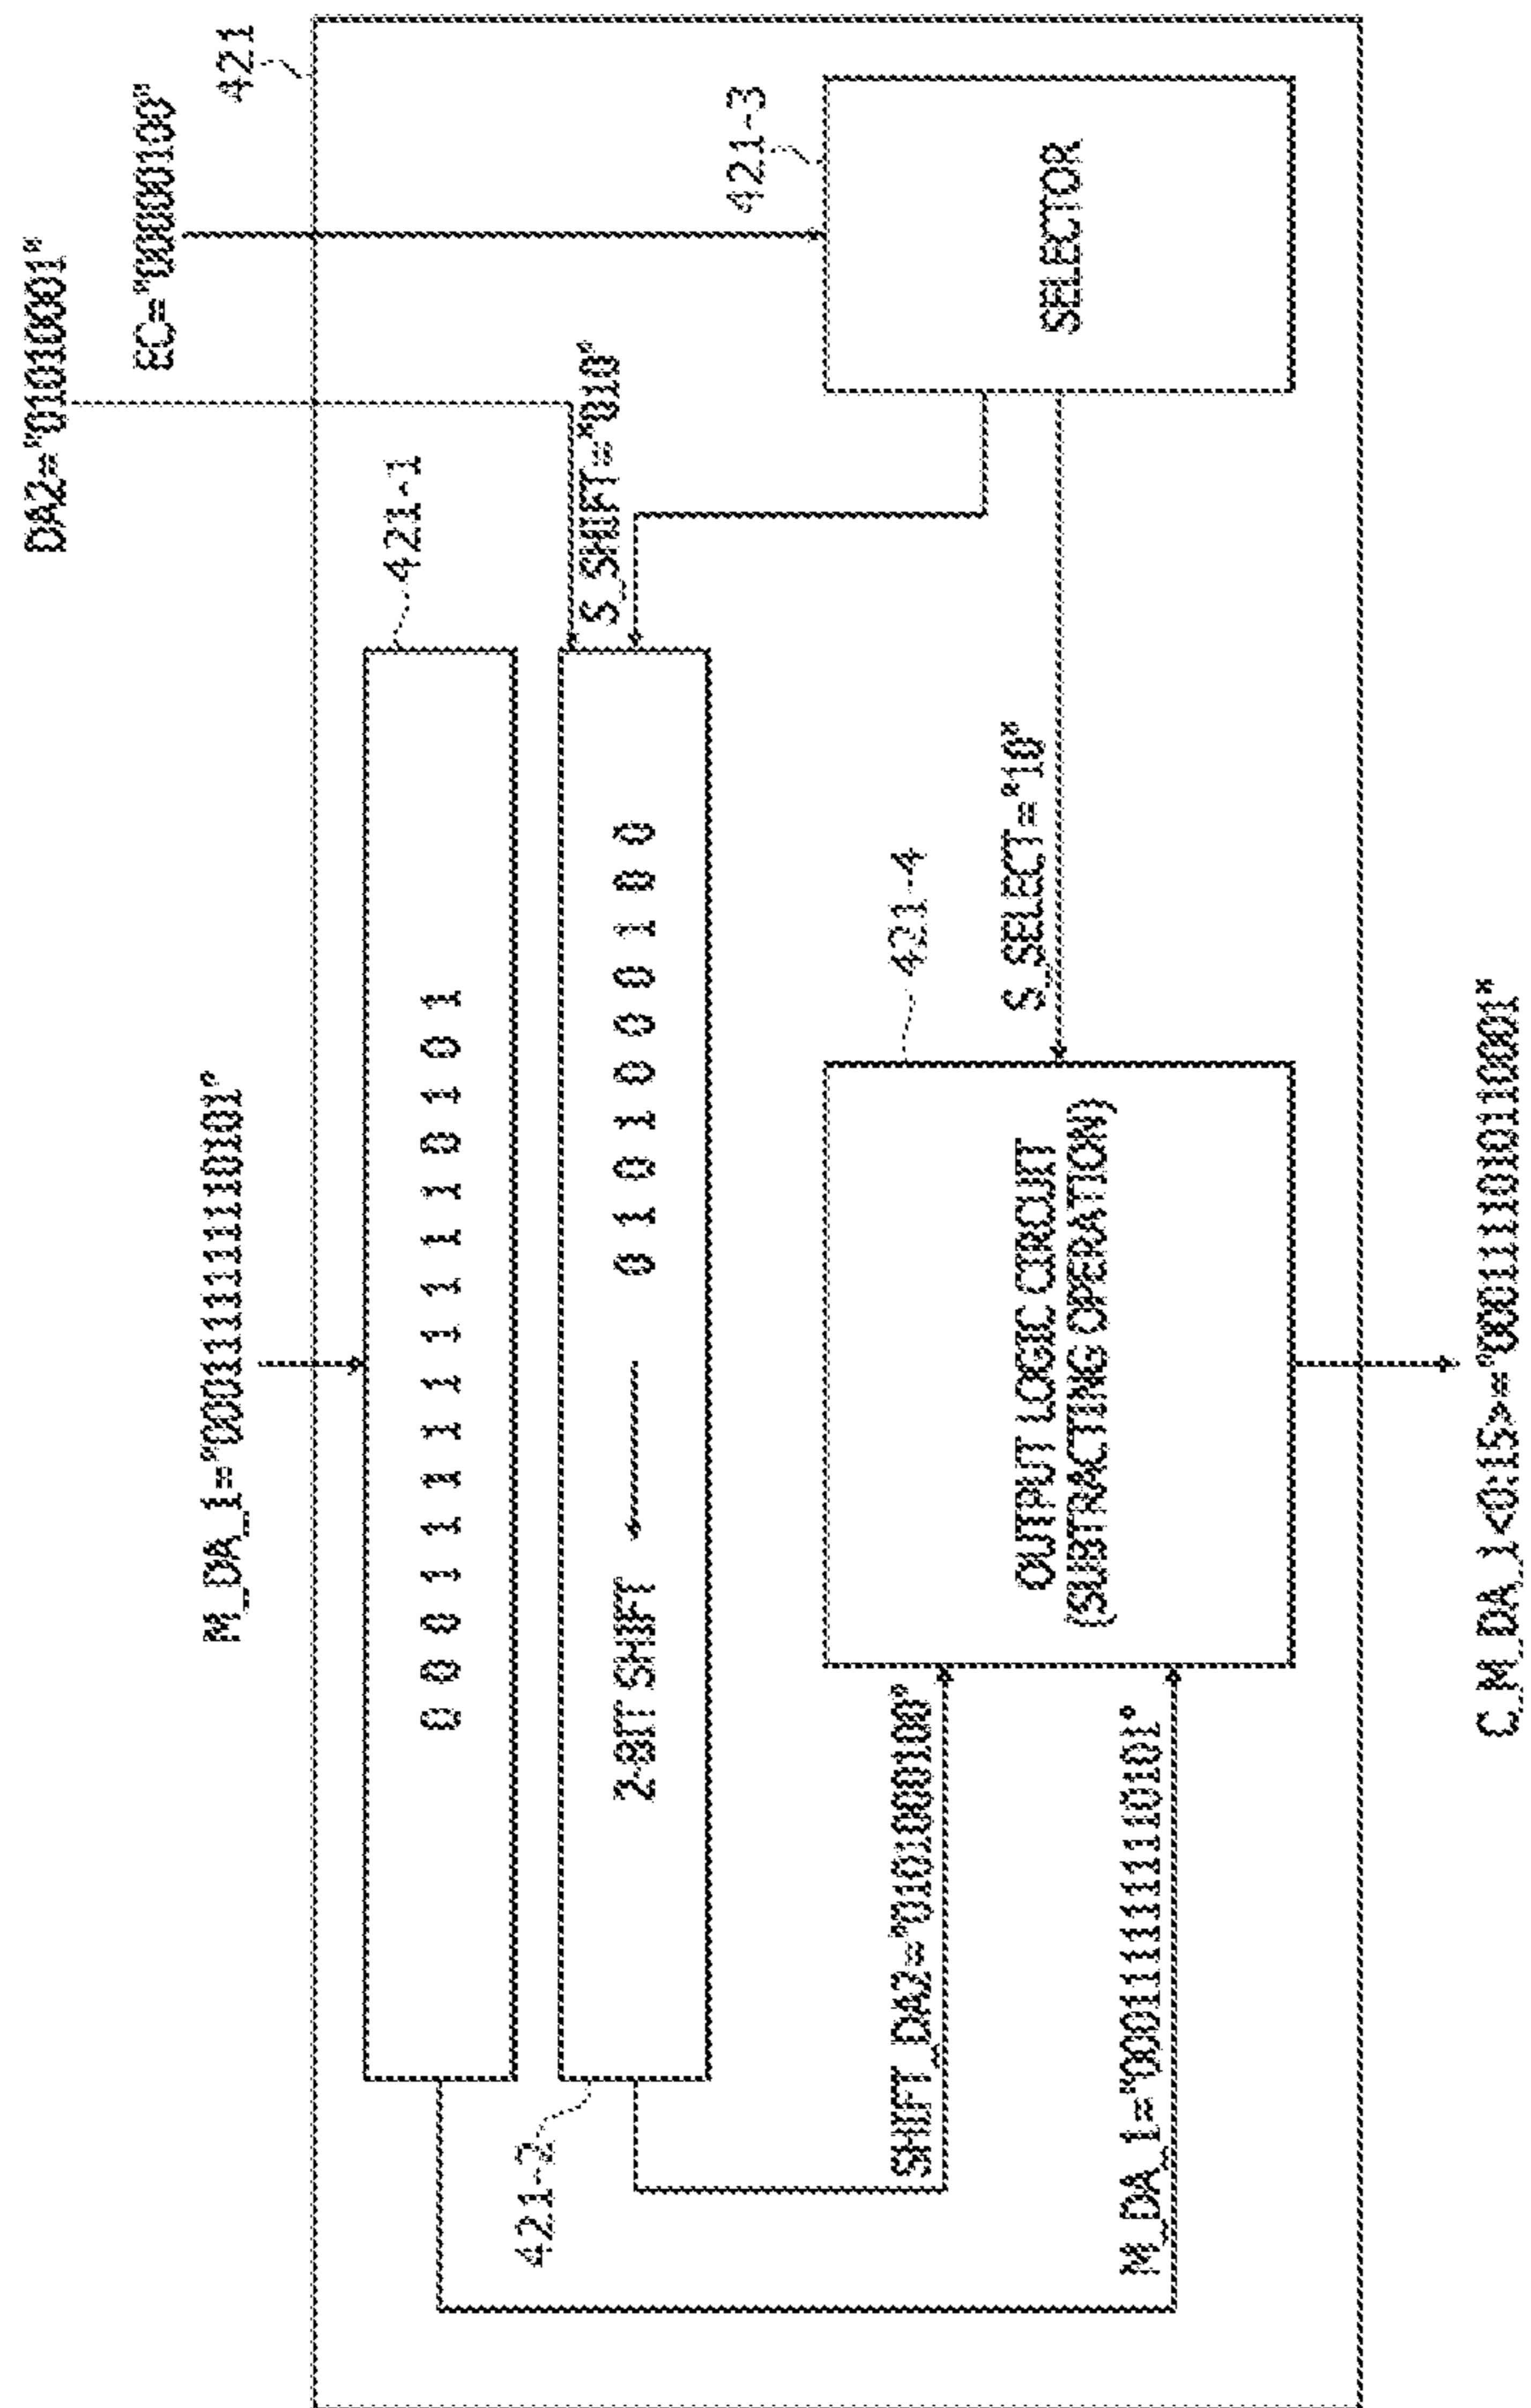 DA2="01010001"
EC="00000100"
M_DA_1="0001111111110101"
421
421-1
0 0 0 1 1 1 1 1 1 1 1 1 0 1 0 1
421-2
S_SHIFT="010"
2-BIT SHIFT 0 1 0 1 0 0 0 1 0 0
421-3
SHIFT_DA2="0101000100"
421-4
S_SELECT="10"
OUTPUT LOGIC CIRCUIT
(SUBTRACTING OPERATION)
SELECTOR
M_DA_1="0001111111110101"
C_M_DA_1<0:15>="0001111010110001"